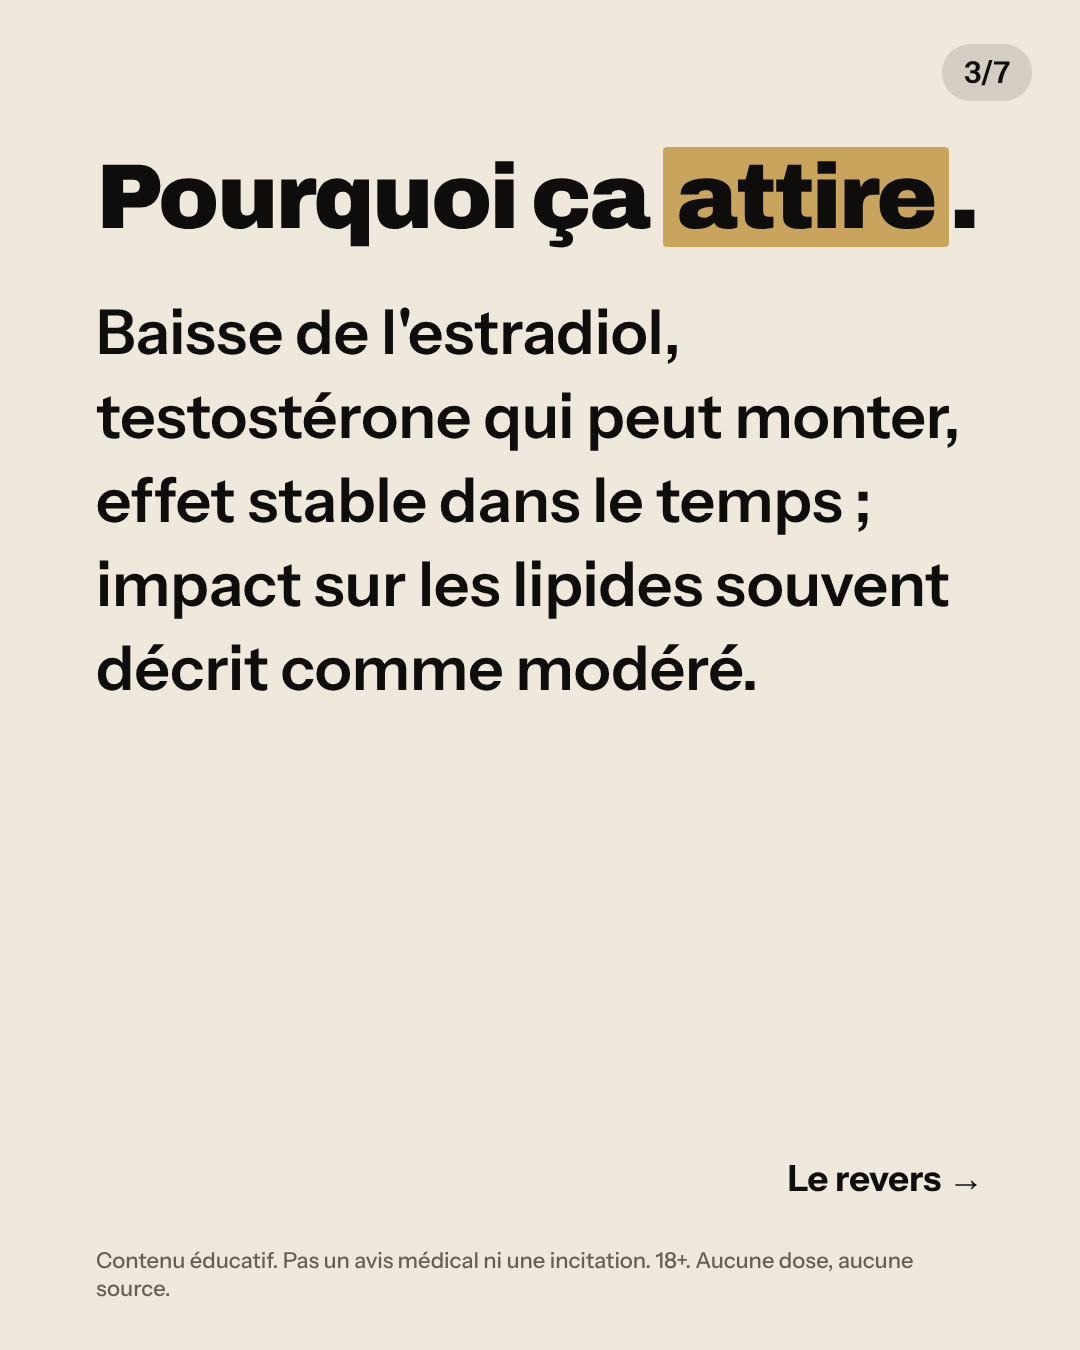 3/7
Pourquoi ça attire.
Baisse de l'estradiol,
testostérone qui peut monter,
effet stable dans le temps ;
impact sur les lipides souvent
décrit comme modéré.
Le revers →
Contenu éducatif. Pas un avis médical ni une incitation. 18+. Aucune dose, aucune
source.